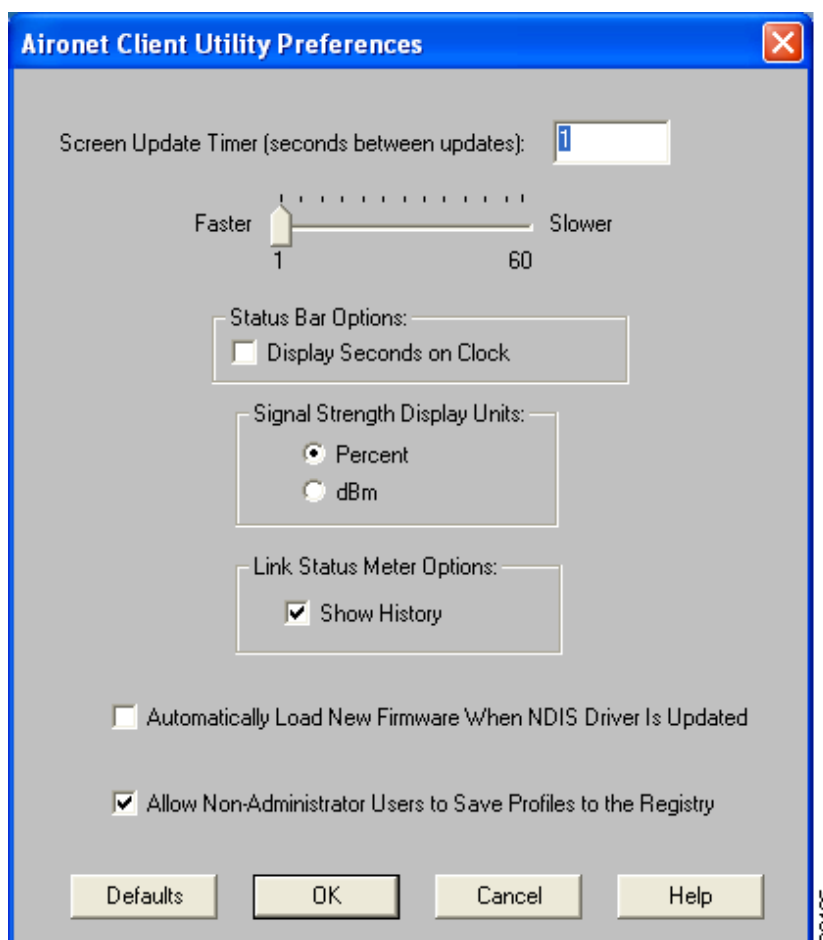 Aironet Client Utility Preferences
Screen Update Timer (seconds between updates): 1
Faster Slower
1 60
Status Bar Options:
Display Seconds on Clock
Signal Strength Display Units:
Percent
dBm
Link Status Meter Options:
Show History
Automatically Load New Firmware When NDIS Driver Is Updated
Allow Non-Administrator Users to Save Profiles to the Registry
Defaults OK Cancel Help